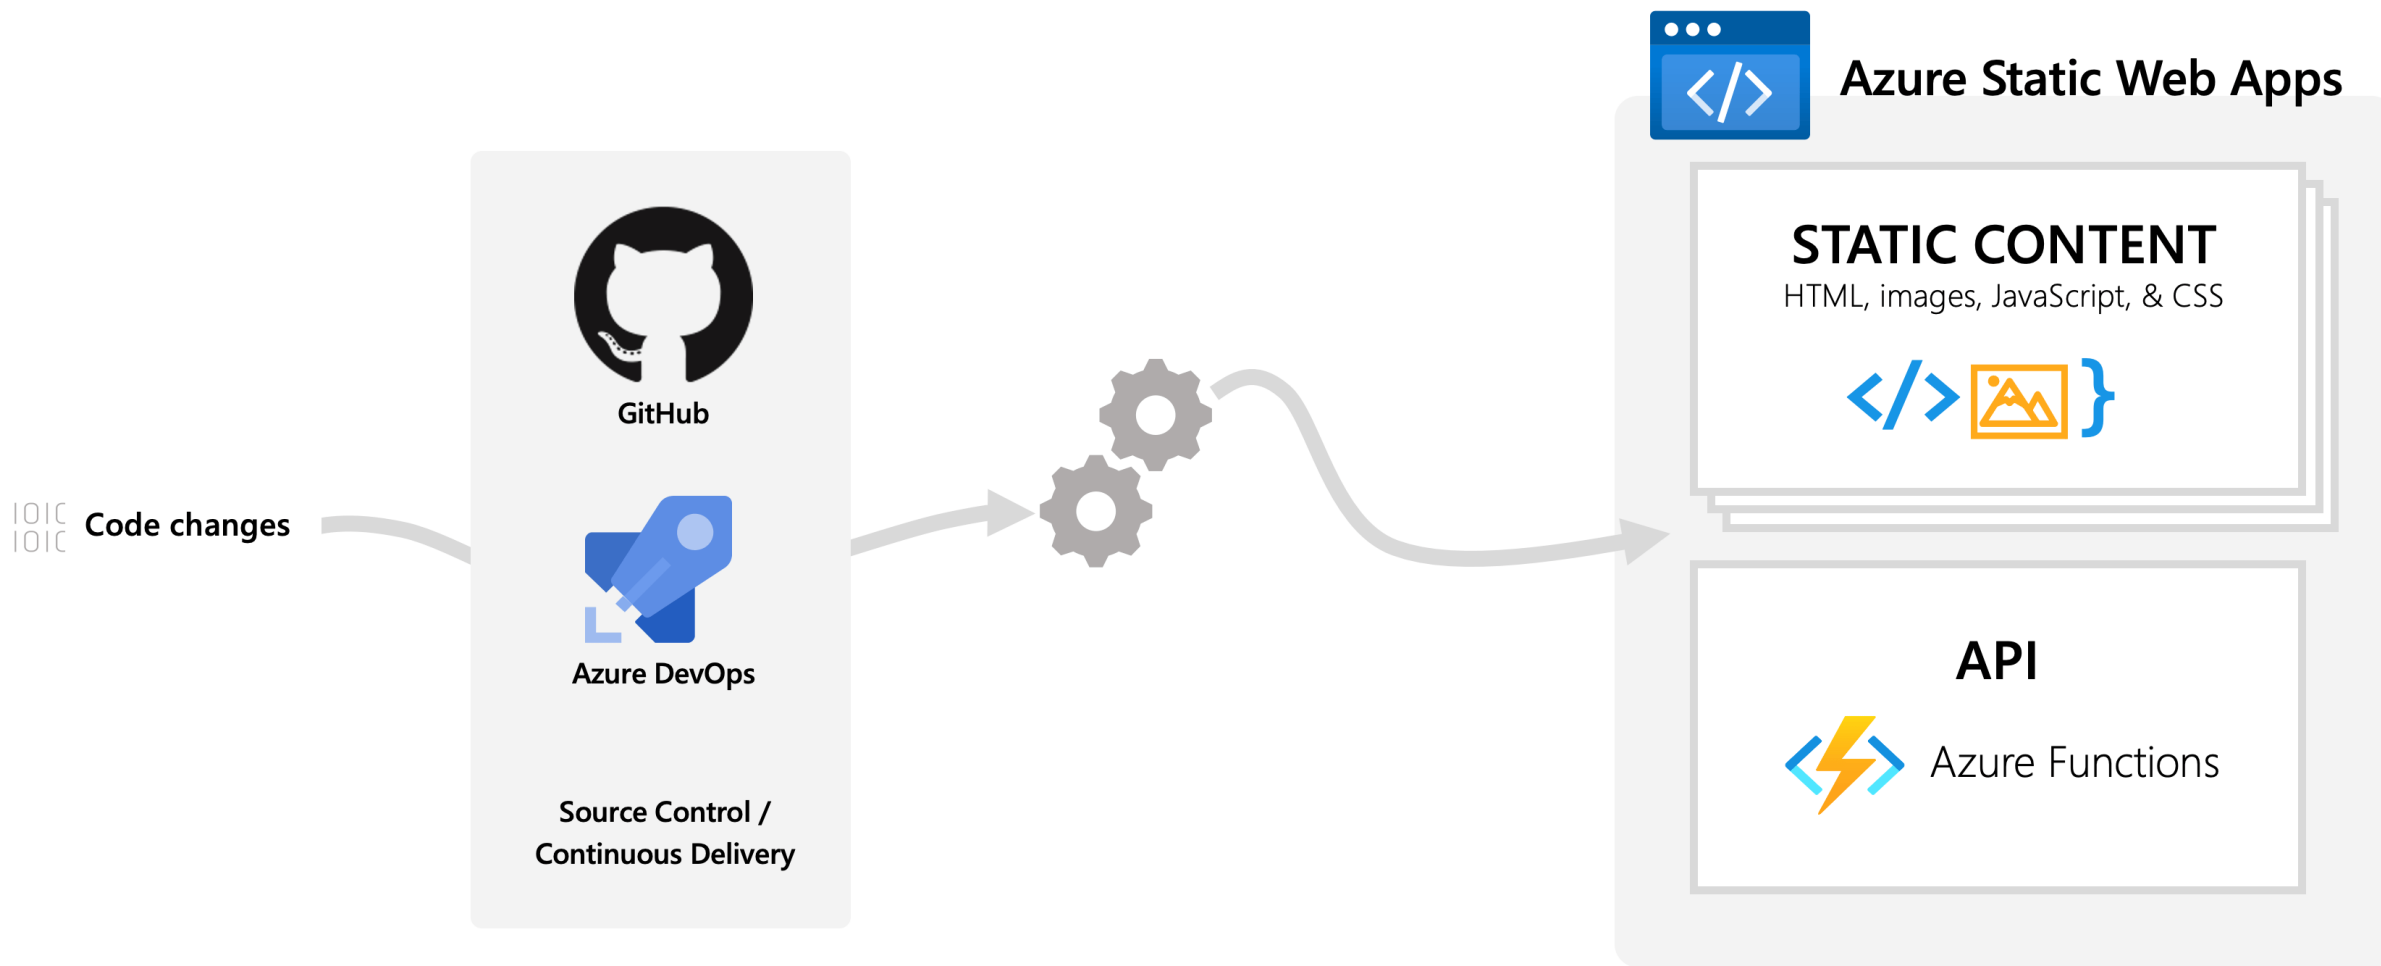 IOIC
IOIC
Code changes
GitHub
Azure DevOps
Source Control /
Continuous Delivery
Azure Static Web Apps
STATIC CONTENT
HTML, images, JavaScript, & CSS
</>
}
API
Azure Functions